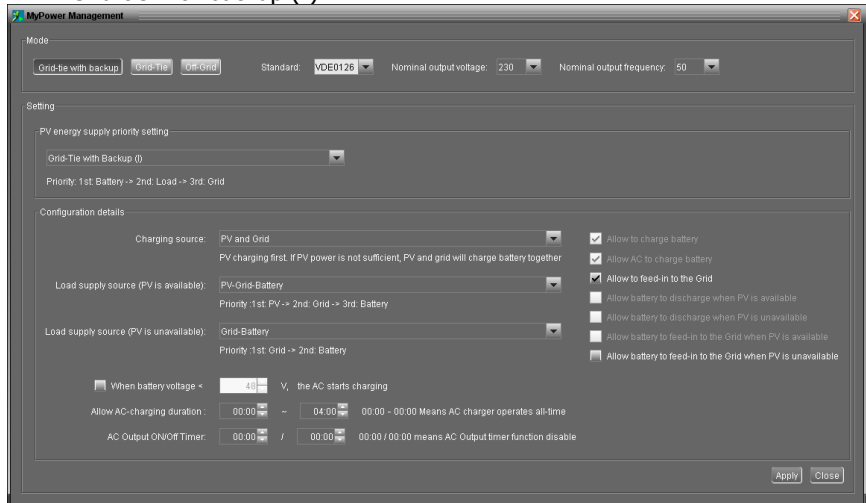 MyPower Management
Mode
Grid-tie with backup Grid-Tie Off-Grid Standard: VDE0126 Nominal output voltage: 230 Nominal output frequency: 50
Setting
PV energy supply priority setting
Grid-Tie with Backup (I)
Priority: 1st: Battery -> 2nd: Load -> 3rd: Grid
Configuration details
Charging source: PV and Grid
PV charging first. If PV power is not sufficient, PV and grid will charge battery together
Load supply source (PV is available): PV-Grid-Battery
Priority :1st: PV -> 2nd: Grid -> 3rd: Battery
Load supply source (PV is unavailable): Grid-Battery
Priority :1st: Grid -> 2nd: Battery
Allow to charge battery
Allow AC to charge battery
Allow to feed-in to the Grid
Allow battery to discharge when PV is available
Allow battery to discharge when PV is unavailable
Allow battery to feed-in to the Grid when PV is available
Allow battery to feed-in to the Grid when PV is unavailable
When battery voltage < 48 V, the AC starts charging
Allow AC-charging duration : 00:00 ~ 04:00 00:00 - 00:00 Means AC charger operates all-time
AC Output ON/Off Timer: 00:00 / 00:00 00:00 / 00:00 means AC Output timer function disable
Apply Close